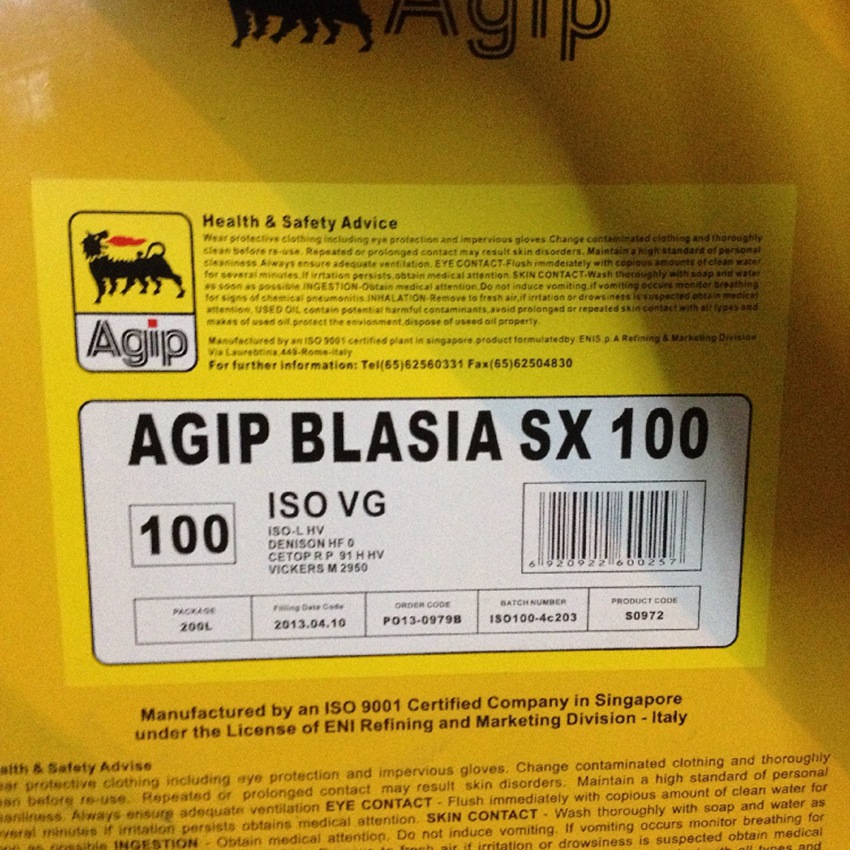 Agip
Health & Safety Advice
Wear protective clothing including eye protection and impervious gloves.Change contaminated clothing and thoroughly
clean before re-use. Repeated or prolonged contact may result skin disorders. Maintain a high standard of personal
cleanliness.Always ensure adequate ventilation. EYE CONTACT-Flush immdeiately with copious amounts of clean water
for several minutes.If irritation persists,obtain medical attention.SKIN CONTACT-Wash thoroughly with soap and water
as soon as possible.INGESTION-Obtain medical attention.Do not induce vomiting.if vomiting occurs monitor breathing
for signs of chemical pneumonitis.INHALATION-Remove to fresh air,if irritation or drowsiness is suspected obtain medical
attention. USED OIL contain potential harmful contaminants,avoid prolonged or repeated skin contact with all types and
makes of used oil.protect the envionment,dispose of useed oil properly.
Agip
Manufactured by an ISO 9001 certified plant in singapore.product formulatedby.ENIS.p.A Refining & Marketing Division
Via Laurebtina.449-Rome-Italy
For further information: Tel(65)62560331 Fax(65)62504830
AGIP BLASIA SX 100
100
ISO VG
ISO-L HV
DENISON HF 0
CETOP R P 91 H HV
VICKERS M 2950
6 920922 600257
PACKAGE Filling Date Code ORDER CODE BATCH NUMBER PRODUCT CODE
200L 2013.04.10 PO13-0979B ISO100-4c203 S0972
Manufactured by an ISO 9001 Certified Company in Singapore
under the License of ENI Refining and Marketing Division - Italy
alth & Safety Advise
ear protective clothing including eye protection and impervious gloves. Change contaminated clothing and thoroughly
ean before re-use. Repeated or prolonged contact may result skin disorders. Maintain a high standard of personal
eanliness. Always ensure adequate ventilation EYE CONTACT - Flush immediately with copious amount of clean water for
everal minutes if irritation persists obtains medical attention. SKIN CONTACT - Wash thoroughly with soap and water as
on as possible INGESTION - Obtain medical attention. Do not induce vomiting. If vomiting occurs monitor breathing for
fresh air if irritation or drowsiness is suspected obtain medical
all types and